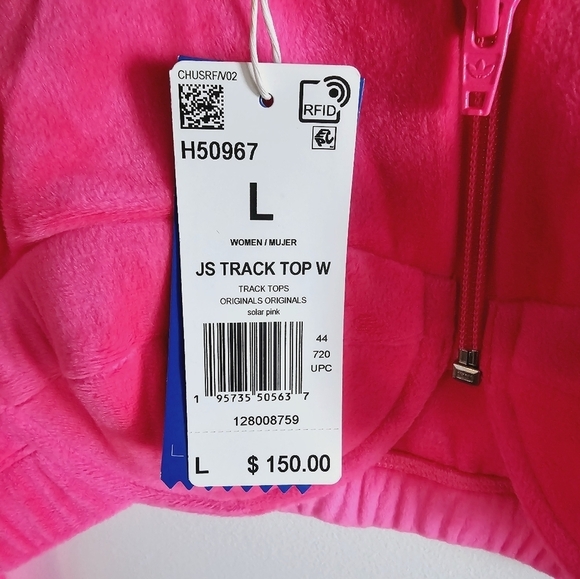 CHUSRF/V02
RFID
H50967
L
WOMEN / MUJER
JS TRACK TOP W
TRACK TOPS
ORIGINALS ORIGINALS
solar pink
44
720
UPC
1 95735 50563 7
128008759
L $ 150.00